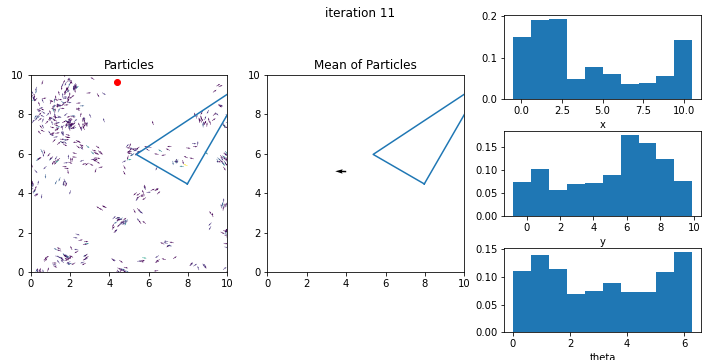 iteration 11
Particles
10
8
6
4
2
0
0 2 4 6 8 10
Mean of Particles
10
8
6
4
2
0
0 2 4 6 8 10
0.2
0.1
0.0
0.0 2.5 5.0 7.5 10.0
x
0.15
0.10
0.05
0.00
0 2 4 6 8 10
y
0.15
0.10
0.05
0.00
0 2 4 6
theta